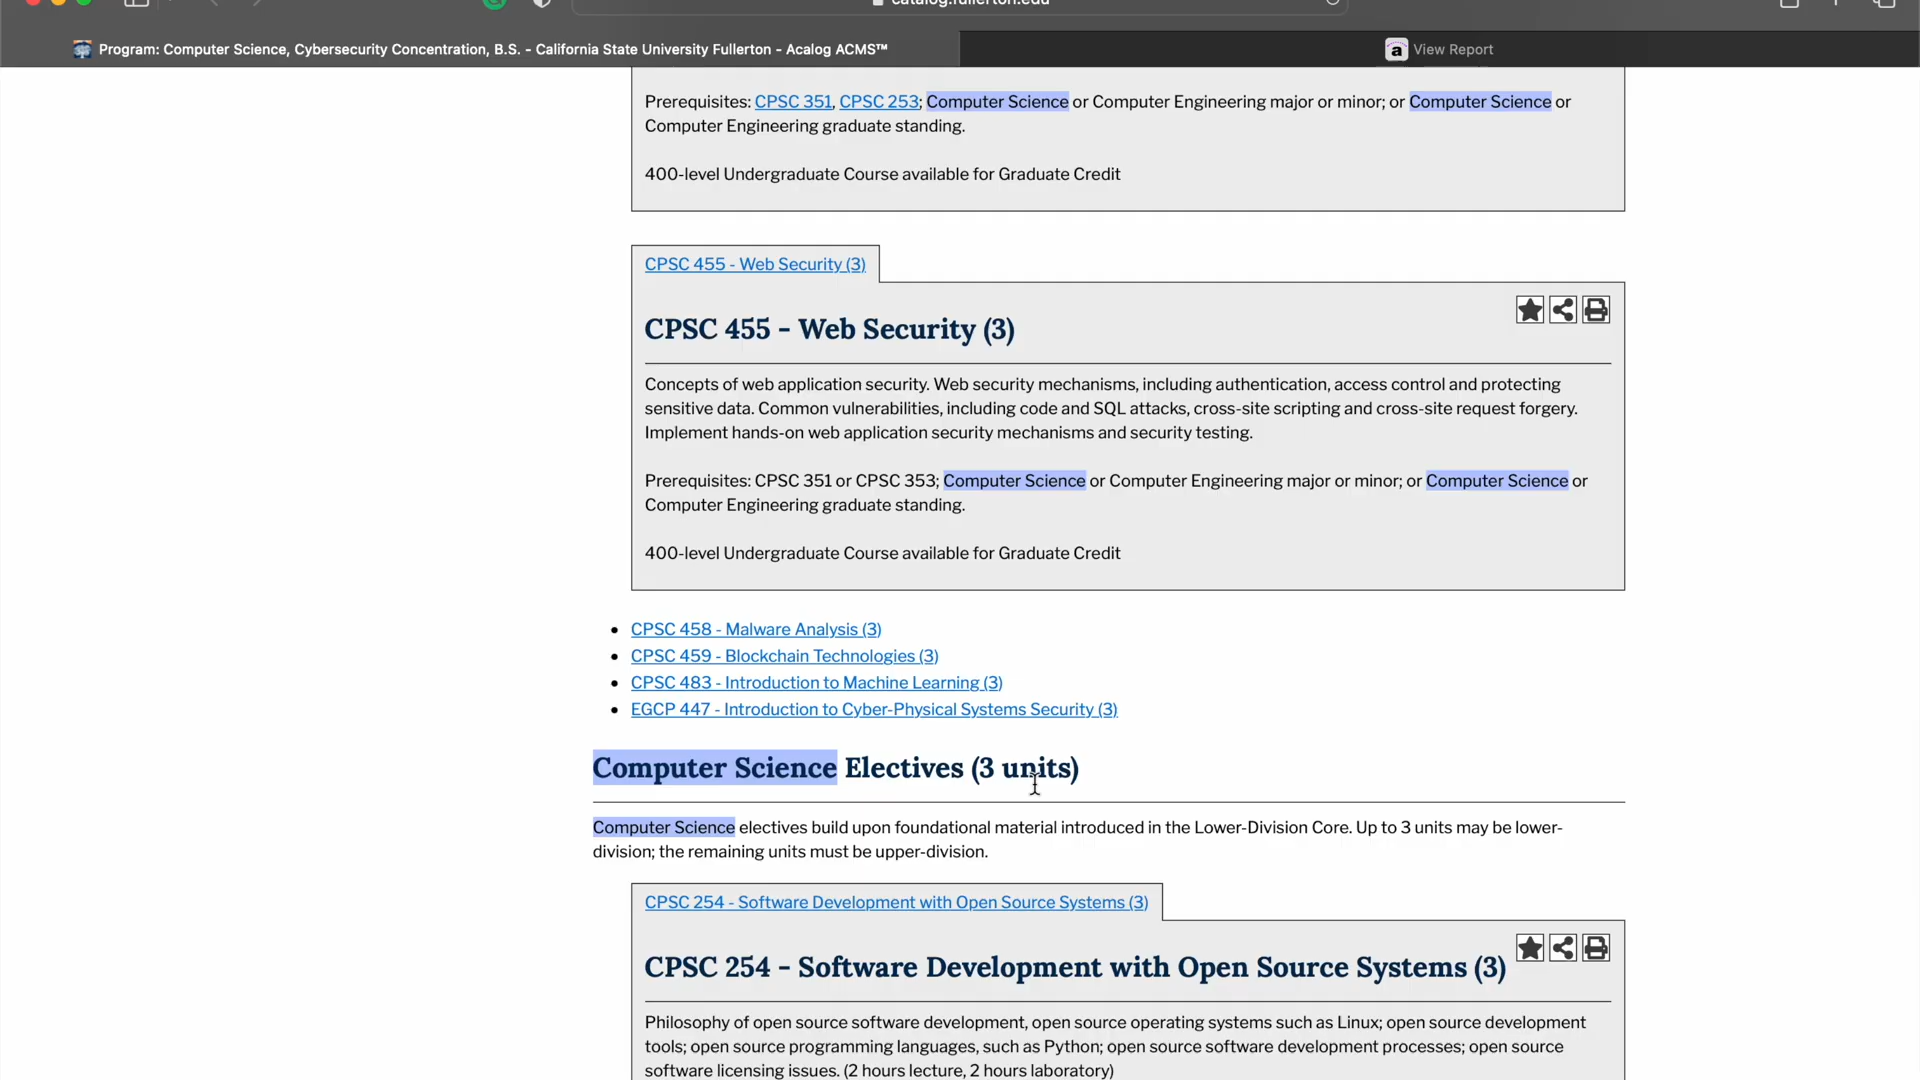 catalog.fullerton.edu
Program: Computer Science, Cybersecurity Concentration, B.S. - California State University Fullerton - Acalog ACMS™
a View Report
Prerequisites: CPSC 351, CPSC 253; Computer Science or Computer Engineering major or minor; or Computer Science or
Computer Engineering graduate standing.
400-level Undergraduate Course available for Graduate Credit
CPSC 455 - Web Security (3)
CPSC 455 - Web Security (3)
Concepts of web application security. Web security mechanisms, including authentication, access control and protecting
sensitive data. Common vulnerabilities, including code and SQL attacks, cross-site scripting and cross-site request forgery.
Implement hands-on web application security mechanisms and security testing.
Prerequisites: CPSC 351 or CPSC 353; Computer Science or Computer Engineering major or minor; or Computer Science or
Computer Engineering graduate standing.
400-level Undergraduate Course available for Graduate Credit
• CPSC 458 - Malware Analysis (3)
• CPSC 459 - Blockchain Technologies (3)
• CPSC 483 - Introduction to Machine Learning (3)
• EGCP 447 - Introduction to Cyber-Physical Systems Security (3)
Computer Science Electives (3 units)
Computer Science electives build upon foundational material introduced in the Lower-Division Core. Up to 3 units may be lower-
division; the remaining units must be upper-division.
CPSC 254 - Software Development with Open Source Systems (3)
CPSC 254 - Software Development with Open Source Systems (3)
Philosophy of open source software development, open source operating systems such as Linux; open source development
tools; open source programming languages, such as Python; open source software development processes; open source
software licensing issues. (2 hours lecture, 2 hours laboratory)